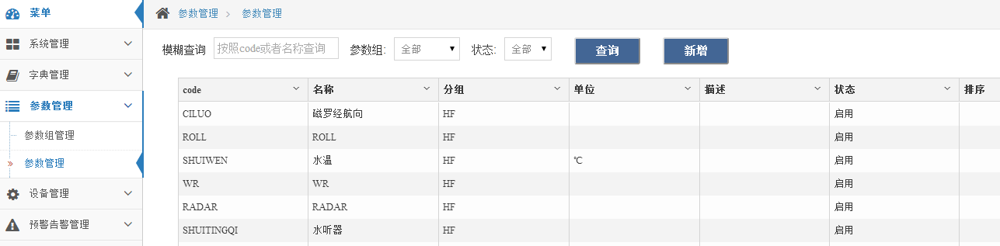 菜单
系统管理
字典管理
参数管理
参数组管理
参数管理
设备管理
预警告警管理
参数管理 参数管理
模糊查询 按照code或者名称查询 参数组: 全部 状态: 全部 查询 新增
code 名称 分组 单位 描述 状态 排序
CILUO 磁罗经航向 HF 启用
ROLL ROLL HF 启用
SHUIWEN 水温 HF ℃ 启用
WR WR HF 启用
RADAR RADAR HF 启用
SHUITINGQI 水听器 HF 启用